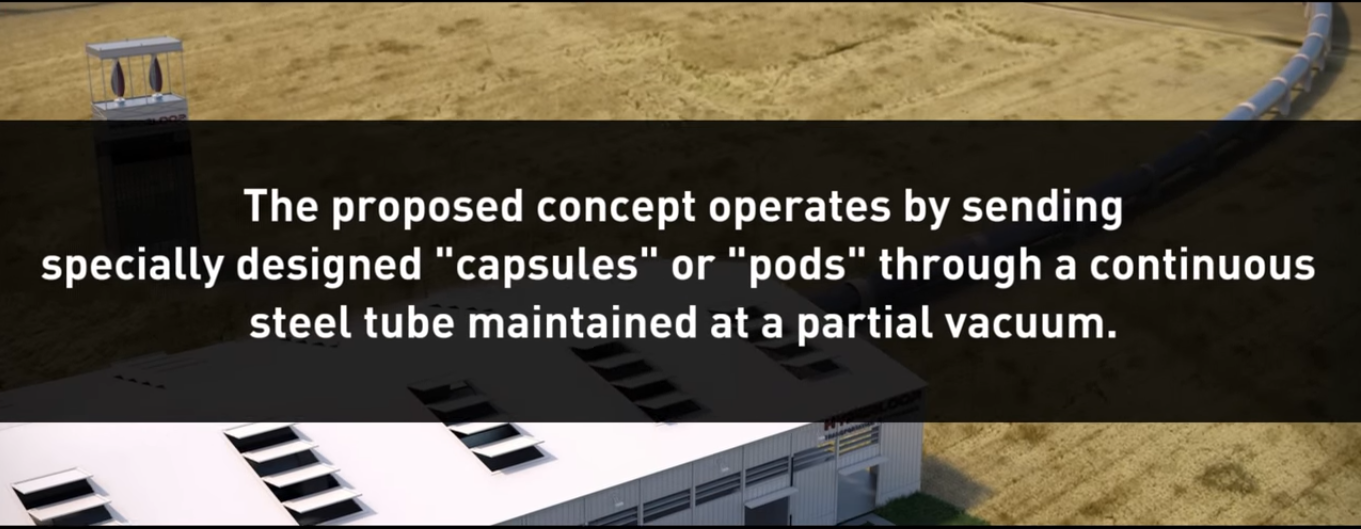 The proposed concept operates by sending
specially designed "capsules" or "pods" through a continuous
steel tube maintained at a partial vacuum.
HYPERLOOP